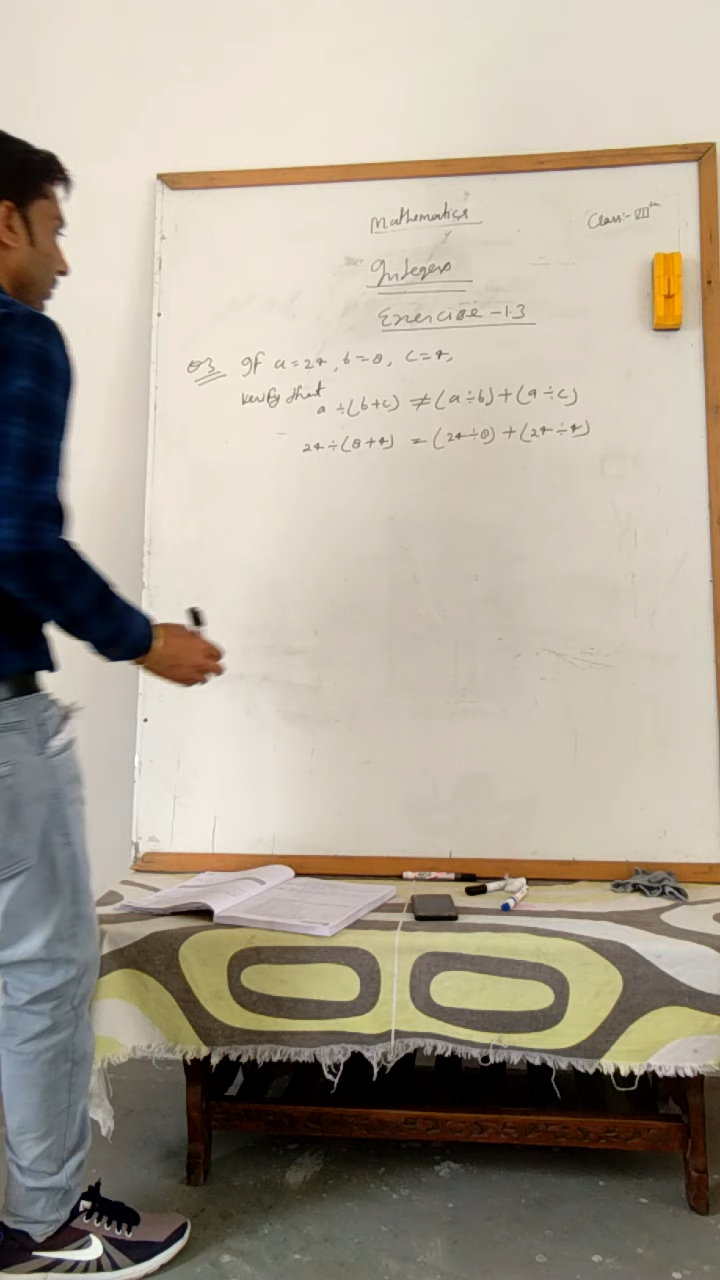 Mathematics
Class:- VII th
Integers
Exercise - 1.3
Q3 If a = 24, b = 8, c = 4,
Verify that
a ÷ (b + c) ≠ (a ÷ b) + (a ÷ c)
24 ÷ (8 + 4) = (24 ÷ 8) + (24 ÷ 4)